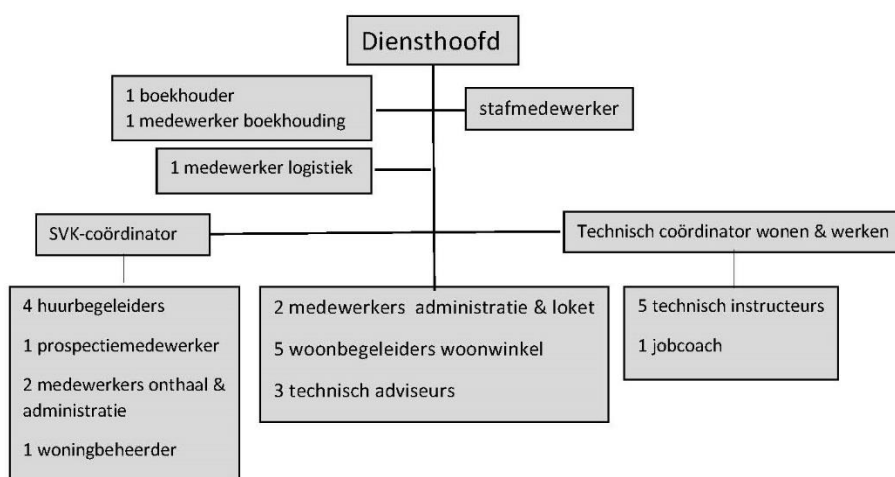 Diensthoofd
1 boekhouder
1 medewerker boekhouding
stafmedewerker
1 medewerker logistiek
SVK-coördinator
Technisch coördinator wonen & werken
4 huurbegeleiders
1 prospectiemedewerker
2 medewerkers onthaal &
administratie
1 woningbeheerder
2 medewerkers administratie & loket
5 woonbegeleiders woonwinkel
3 technisch adviseurs
5 technisch instructeurs
1 jobcoach